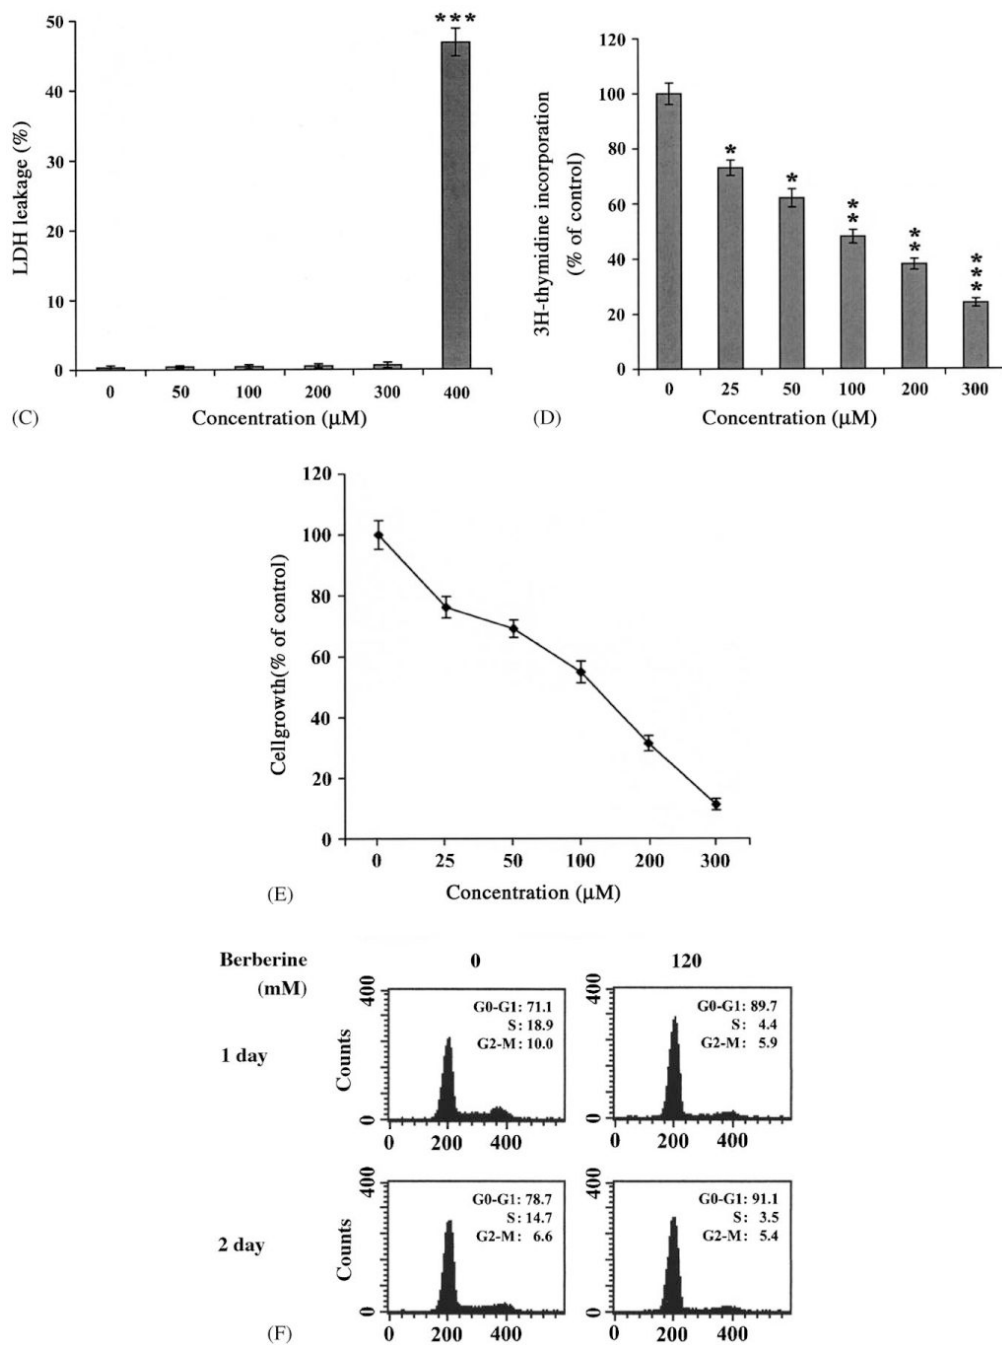 50
40
30
20
10
0
LDH leakage (%)
***
0 50 100 200 300 400
Concentration (μM)
(C)
120
100
80
60
40
20
0
3H-thymidine incorporation
(% of control)
*
*
**
**
***
0 25 50 100 200 300
Concentration (μM)
(D)
120
100
80
60
40
20
0
Cellgrowth(% of control)
0 25 50 100 200 300
Concentration (μM)
(E)
Berberine 0 120
(mM)
1 day
400
0
Counts
G0-G1: 71.1
S: 18.9
G2-M: 10.0
0 200 400
400
0
G0-G1: 89.7
S: 4.4
G2-M: 5.9
0 200 400
2 day
400
0
Counts
G0-G1: 78.7
S: 14.7
G2-M: 6.6
0 200 400
400
0
G0-G1: 91.1
S: 3.5
G2-M: 5.4
0 200 400
(F)